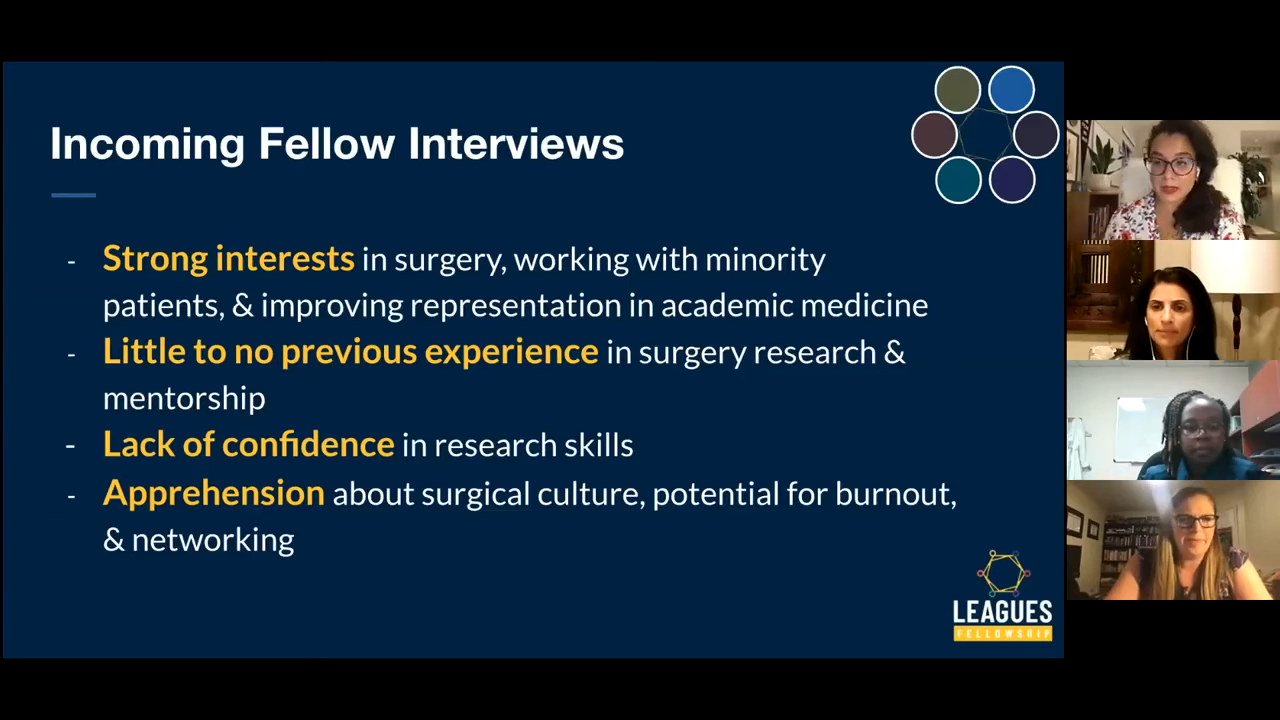 Incoming Fellow Interviews
- Strong interests in surgery, working with minority
patients, & improving representation in academic medicine
- Little to no previous experience in surgery research &
mentorship
- Lack of confidence in research skills
- Apprehension about surgical culture, potential for burnout,
& networking
LEAGUES
FELLOWSHIP